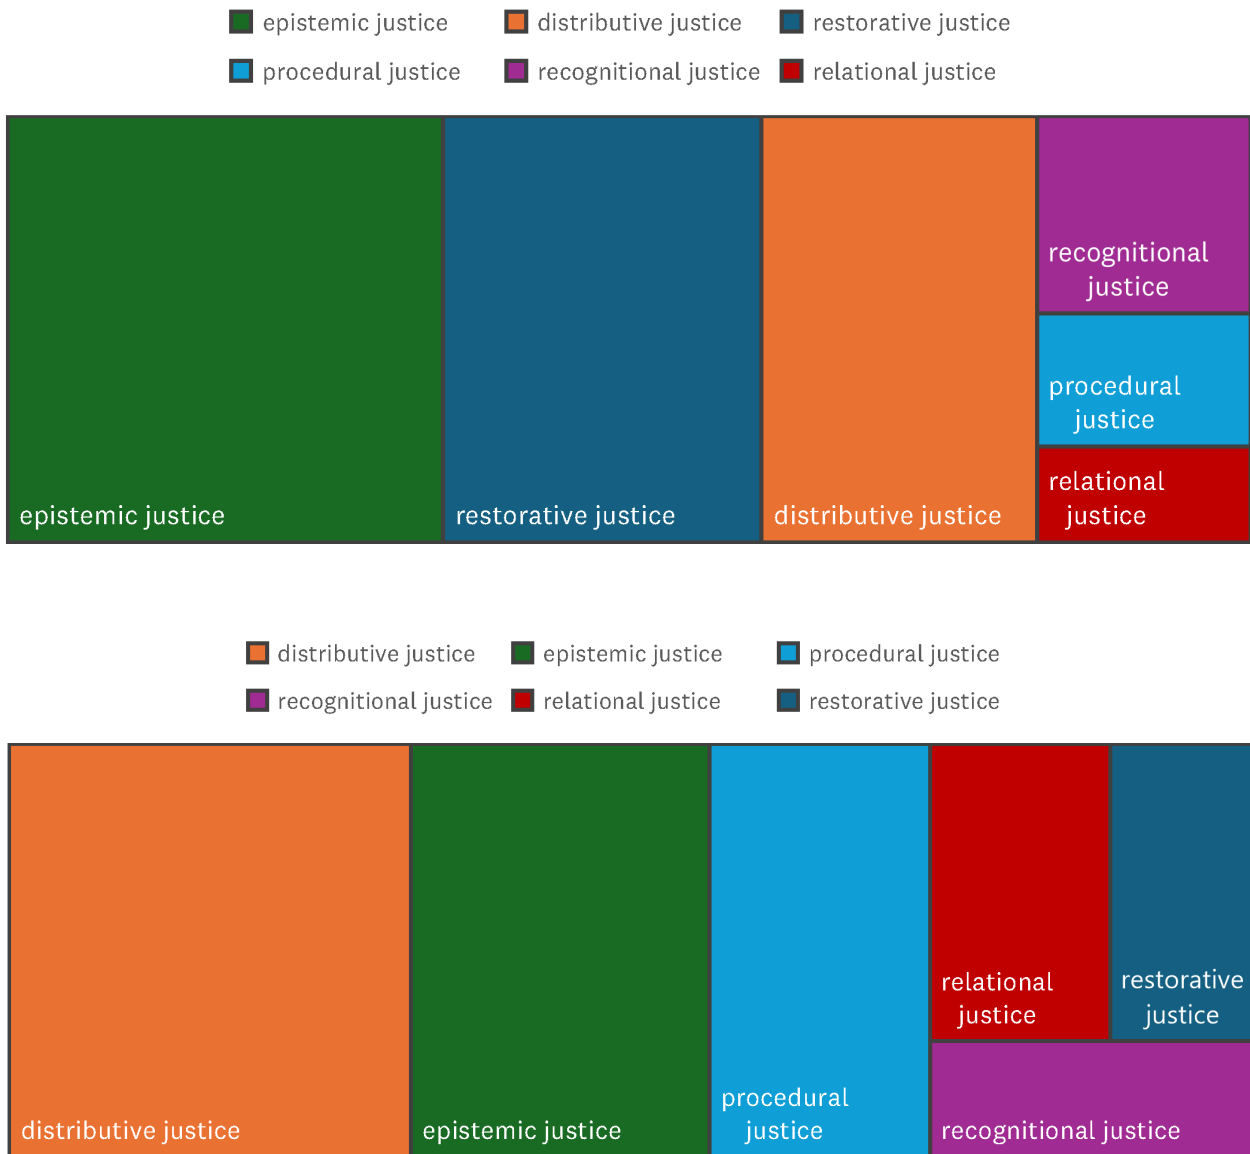 epistemic justice
distributive justice
restorative justice
procedural justice
recognitional justice
relational justice
epistemic justice
restorative justice
distributive justice
recognitional
justice
procedural
justice
relational
justice
distributive justice
epistemic justice
procedural justice
recognitional justice
relational justice
restorative justice
distributive justice
epistemic justice
procedural
justice
relational
justice
restorative
justice
recognitional justice